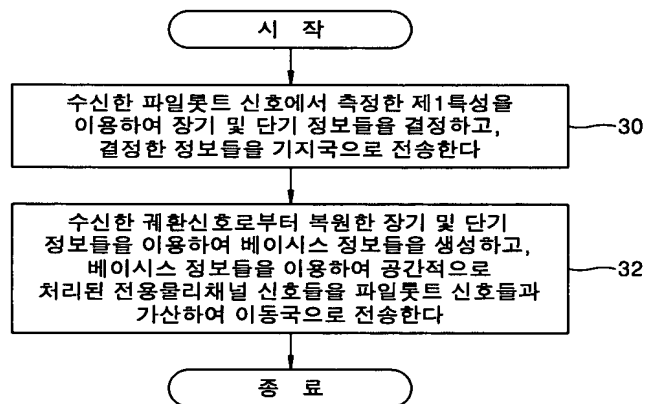 시 작
수신한 파일롯트 신호에서 측정한 제1특성을
이용하여 장기 및 단기 정보들을 결정하고,
결정한 정보들을 기지국으로 전송한다
30
수신한 궤환신호로부터 복원한 장기 및 단기
정보들을 이용하여 베이시스 정보들을 생성하고,
베이시스 정보들을 이용하여 공간적으로
처리된 전용물리채널 신호들을 파일롯트 신호들과
가산하여 이동국으로 전송한다
32
종 료